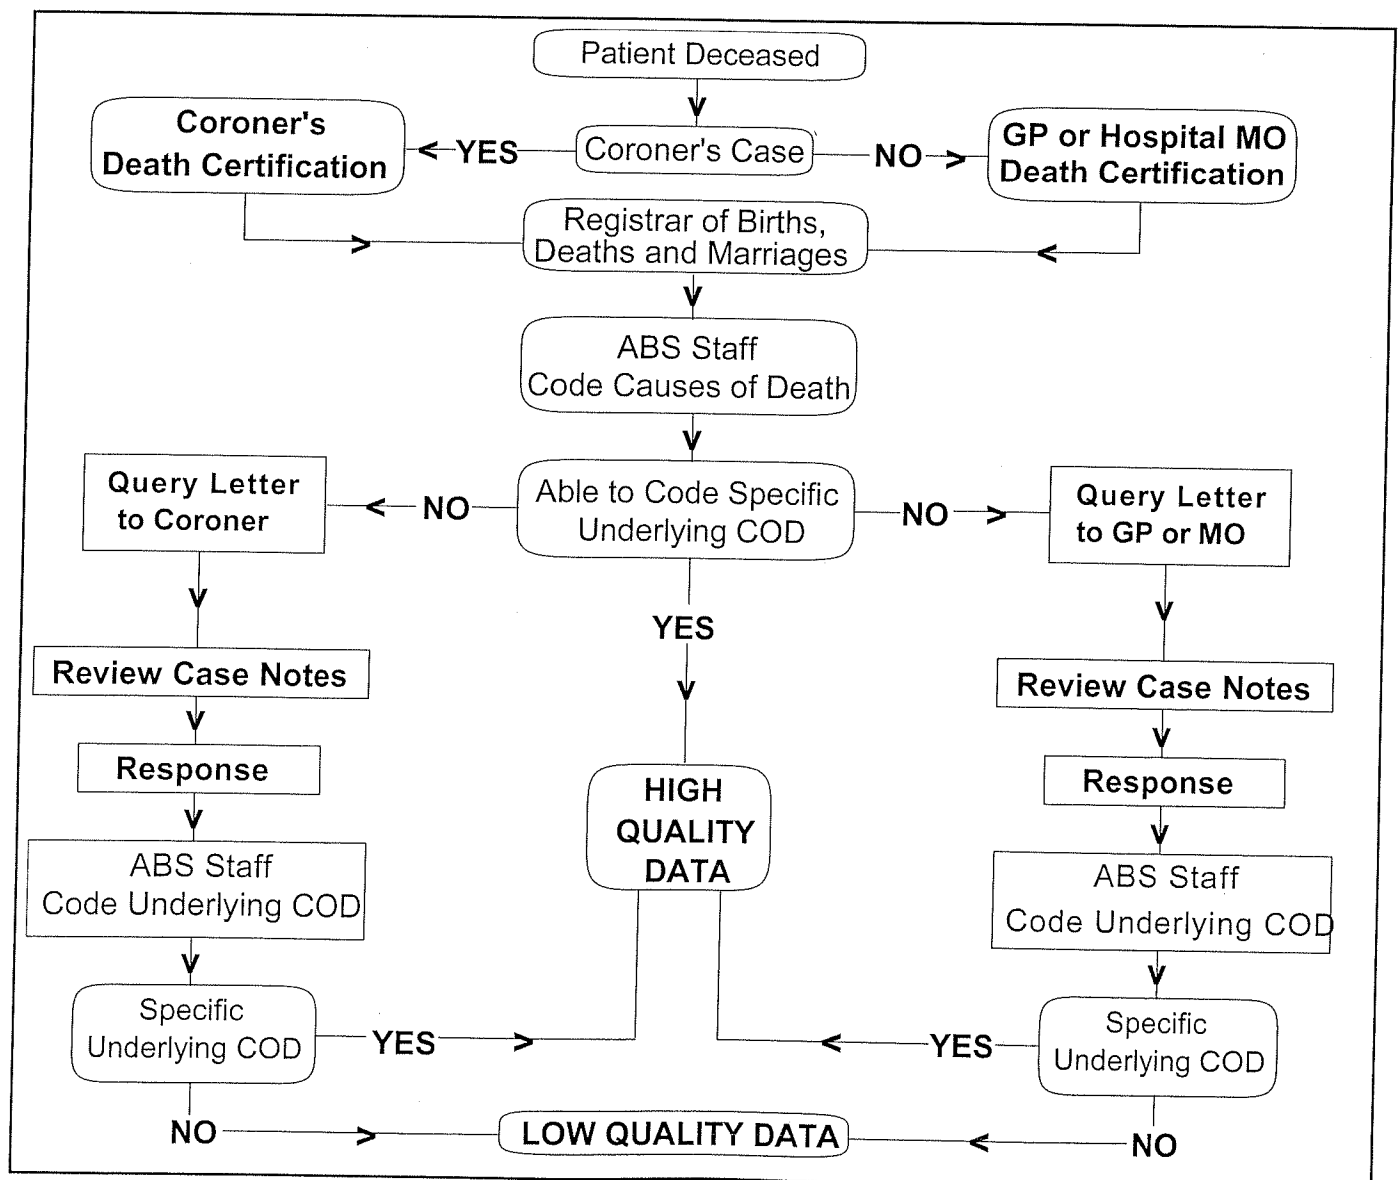 Patient Deceased
Coroner's
Death Certification
YES
Coroner's Case
NO
GP or Hospital MO
Death Certification
Registrar of Births,
Deaths and Marriages
ABS Staff
Code Causes of Death
Query Letter
to Coroner
NO
Able to Code Specific
Underlying COD
NO
Query Letter
to GP or MO
YES
Review Case Notes
Review Case Notes
Response
Response
HIGH
QUALITY
DATA
ABS Staff
Code Underlying COD
ABS Staff
Code Underlying COD
Specific
Underlying COD
YES
YES
Specific
Underlying COD
NO
LOW QUALITY DATA
NO